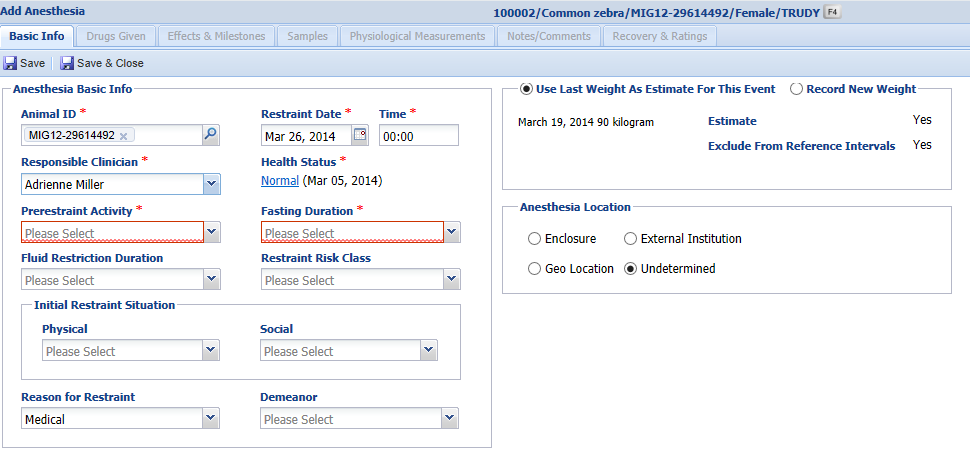 Add Anesthesia
100002/Common zebra/MIG12-29614492/Female/TRUDY F4
Basic Info Drugs Given Effects & Milestones Samples Physiological Measurements Notes/Comments Recovery & Ratings
Save Save & Close
Anesthesia Basic Info
Animal ID * Restraint Date * Time *
MIG12-29614492 Mar 26, 2014 00:00
Responsible Clinician * Health Status *
Adrienne Miller Normal (Mar 05, 2014)
Prerestraint Activity * Fasting Duration *
Please Select Please Select
Fluid Restriction Duration Restraint Risk Class
Please Select Please Select
Initial Restraint Situation
Physical Social
Please Select Please Select
Reason for Restraint Demeanor
Medical Please Select
Use Last Weight As Estimate For This Event Record New Weight
March 19, 2014 90 kilogram Estimate Yes
Exclude From Reference Intervals Yes
Anesthesia Location
Enclosure External Institution
Geo Location Undetermined